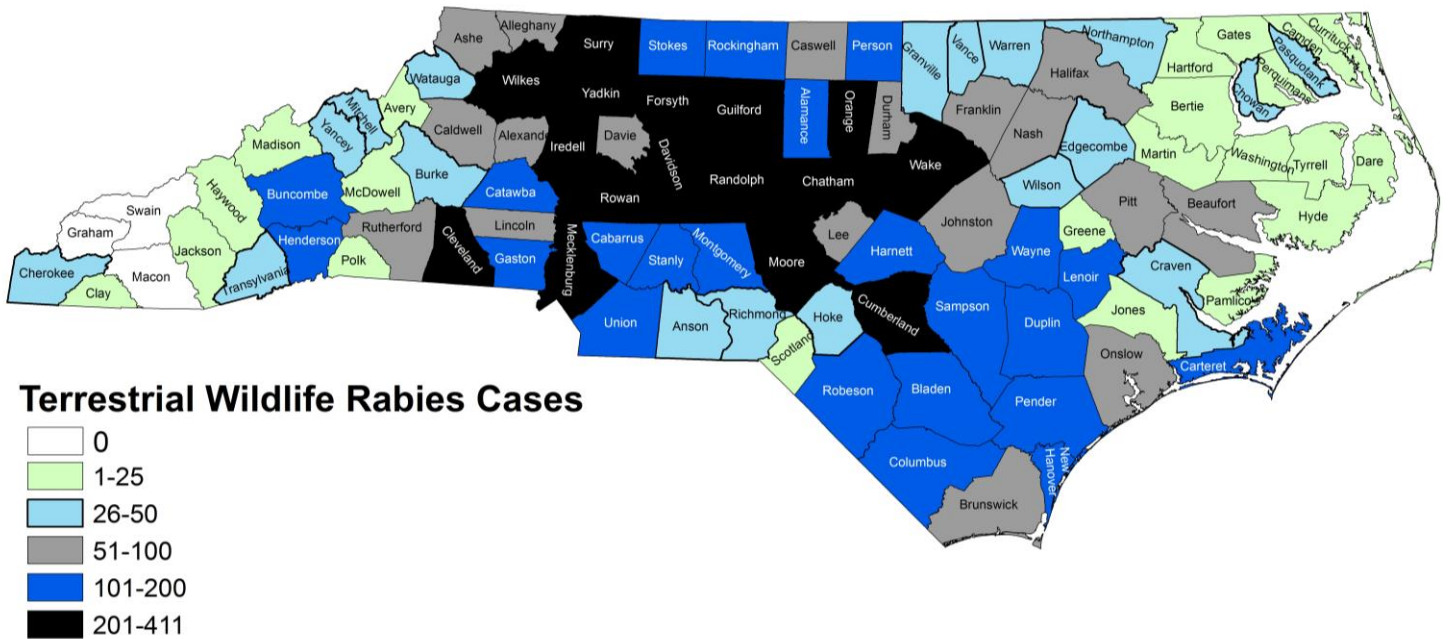 Ashe
Alleghany
Surry
Stokes
Rockingham
Caswell
Person
Granville
Vance
Warren
Northampton
Gates
Hartford
Camden
Currituck
Pasquotank
Perquimans
Chowan
Watauga
Wilkes
Yadkin
Forsyth
Guilford
Alamance
Orange
Durham
Franklin
Halifax
Bertie
Mitchell
Avery
Yancey
Caldwell
Alexande
Iredell
Davie
Davidson
Randolph
Chatham
Wake
Nash
Edgecombe
Martin
Washington
Tyrrell
Dare
Madison
Haywood
Buncombe
McDowell
Burke
Catawba
Rowan
Wilson
Pitt
Beaufort
Hyde
Swain
Graham
Jackson
Henderson
Rutherford
Polk
Cleveland
Lincoln
Gaston
Mecklenburg
Cabarrus
Stanly
Montgomery
Moore
Lee
Harnett
Johnston
Wayne
Greene
Lenoir
Craven
Pamlico
Cherokee
Clay
Macon
Transylvania
Union
Anson
Richmond
Scotland
Hoke
Cumberland
Sampson
Duplin
Jones
Onslow
Carteret
Robeson
Bladen
Pender
Columbus
New
Hanover
Brunswick
Terrestrial Wildlife Rabies Cases
0
1-25
26-50
51-100
101-200
201-411